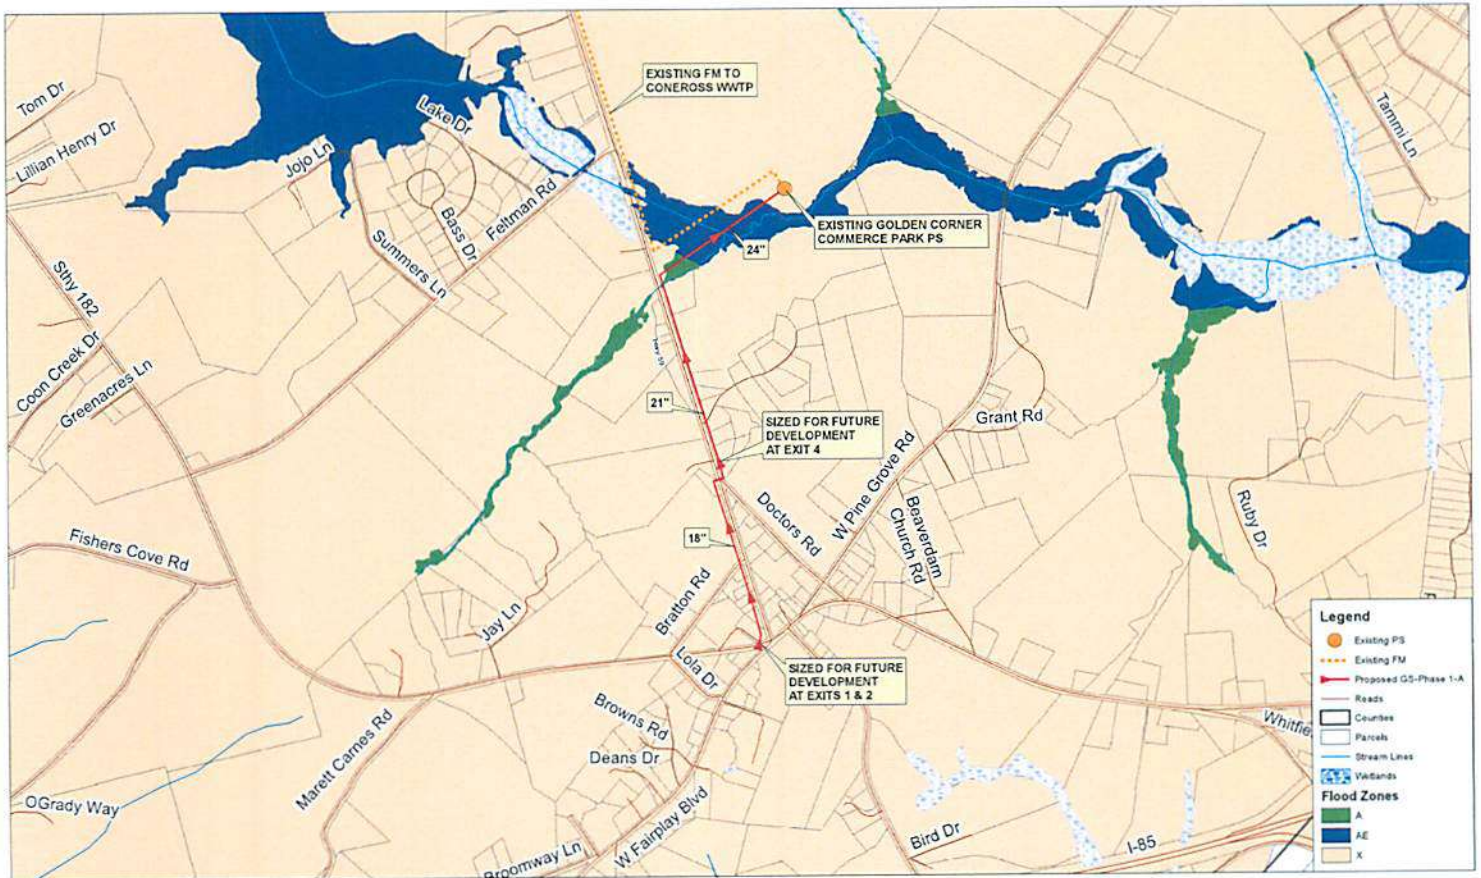 Tom Dr
Lillian Henry Dr
Jojo Ln
Lake Dr
Bass Dr
Feltman Rd
Summers Ln
EXISTING FM TO
CONEROSS WWTP
Tammi Ln
EXISTING GOLDEN CORNER
COMMERCE PARK PS
24"
Sthy 182
Coon Creek Dr
Greenacres Ln
Hwy 59
21"
SIZED FOR FUTURE
DEVELOPMENT
AT EXIT 4
Grant Rd
W Pine Grove Rd
Beaverdam
Church Rd
Doctors Rd
Ruby Dr
18"
Fishers Cove Rd
Jay Ln
Bratton Rd
Lola Dr
SIZED FOR FUTURE
DEVELOPMENT
AT EXITS 1 & 2
Browns Rd
Deans Dr
Marett Carnes Rd
OGrady Way
Broomway Ln
W Fairplay Blvd
Bird Dr
I-85
Whitfie
Legend
Existing PS
Existing FM
Proposed GS-Phase 1-A
Roads
Counties
Parcels
Stream Lines
Wetlands
Flood Zones
A
AE
X